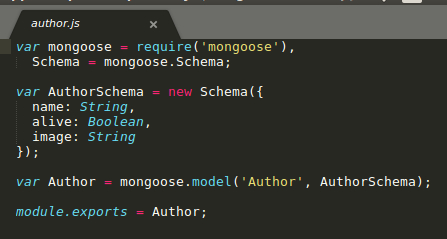 author.js ×
var mongoose = require('mongoose'),
  Schema = mongoose.Schema;
var AuthorSchema = new Schema({
  name: String,
  alive: Boolean,
  image: String
});
var Author = mongoose.model('Author', AuthorSchema);
module.exports = Author;